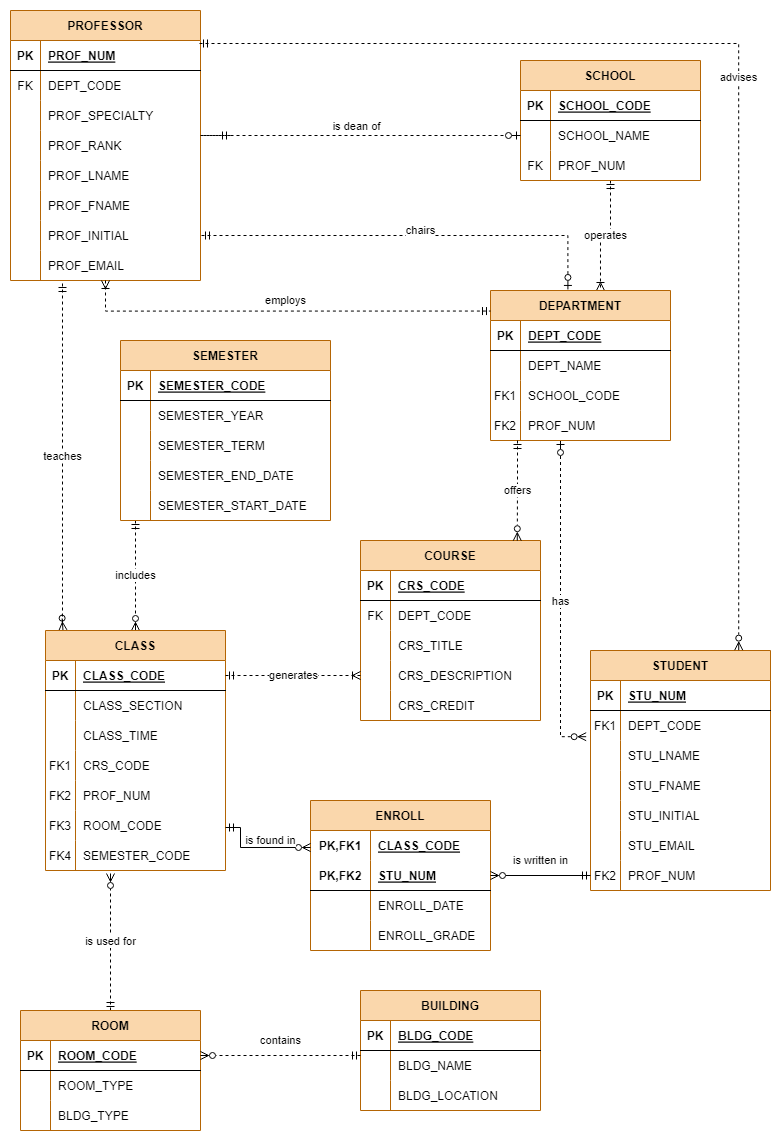 PROFESSOR
PK PROF_NUM
FK DEPT_CODE
PROF_SPECIALTY
PROF_RANK
PROF_LNAME
PROF_FNAME
PROF_INITIAL
PROF_EMAIL
advises
SCHOOL
PK SCHOOL_CODE
SCHOOL_NAME
FK PROF_NUM
is dean of
chairs
operates
employs
DEPARTMENT
PK DEPT_CODE
DEPT_NAME
FK1 SCHOOL_CODE
FK2 PROF_NUM
SEMESTER
PK SEMESTER_CODE
SEMESTER_YEAR
SEMESTER_TERM
SEMESTER_END_DATE
SEMESTER_START_DATE
teaches
offers
includes
has
COURSE
PK CRS_CODE
FK DEPT_CODE
CRS_TITLE
CRS_DESCRIPTION
CRS_CREDIT
CLASS
PK CLASS_CODE
CLASS_SECTION
CLASS_TIME
FK1 CRS_CODE
FK2 PROF_NUM
FK3 ROOM_CODE
FK4 SEMESTER_CODE
generates
STUDENT
PK STU_NUM
FK1 DEPT_CODE
STU_LNAME
STU_FNAME
STU_INITIAL
STU_EMAIL
FK2 PROF_NUM
ENROLL
PK,FK1 CLASS_CODE
PK,FK2 STU_NUM
ENROLL_DATE
ENROLL_GRADE
is found in
is written in
is used for
ROOM
PK ROOM_CODE
ROOM_TYPE
BLDG_TYPE
contains
BUILDING
PK BLDG_CODE
BLDG_NAME
BLDG_LOCATION